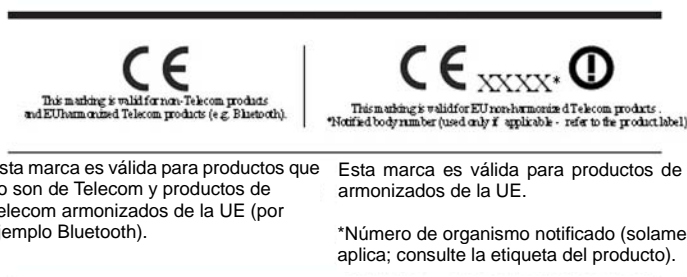 CE
This marking is valid for non-Telecom products
and EU harmonized Telecom products (e.g. Bluetooth).
CE XXXX*
This marking is valid for EU non-harmonized Telecom products .
*Notified body number (used only if applicable - refer to the product label)
sta marca es válida para productos que
o son de Telecom y productos de
elecom armonizados de la UE (por
jemplo Bluetooth).
Esta marca es válida para productos de
armonizados de la UE.
*Número de organismo notificado (solame
aplica; consulte la etiqueta del producto).